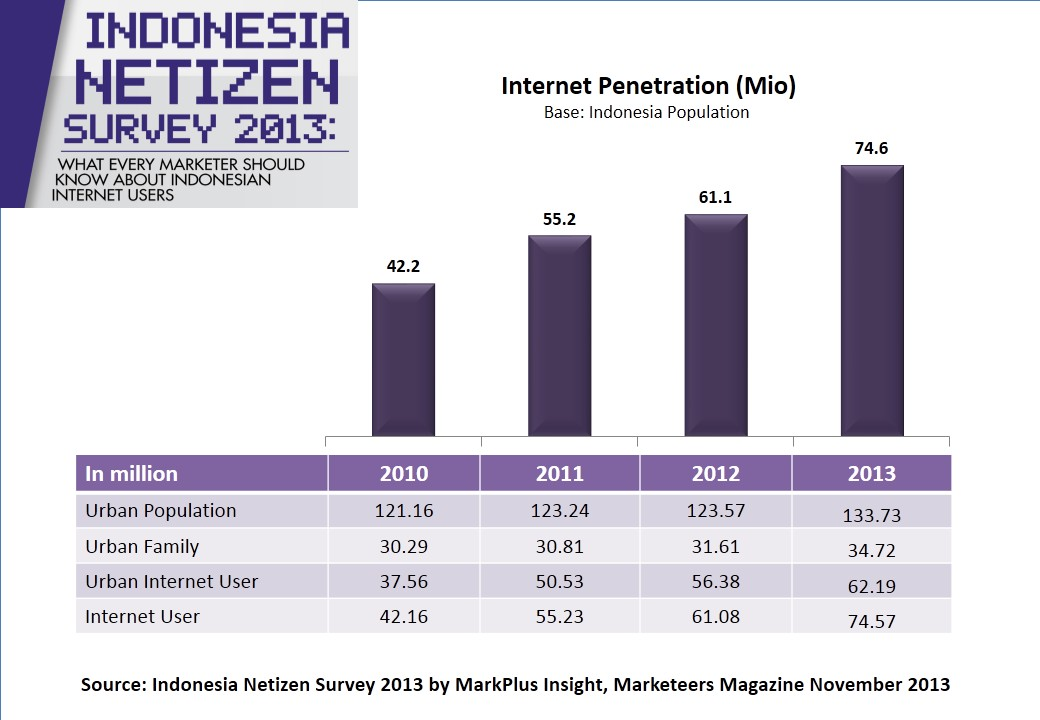 INDONESIA
NETIZEN
SURVEY 2013:
WHAT EVERY MARKETER SHOULD
KNOW ABOUT INDONESIAN
INTERNET USERS
Internet Penetration (Mio)
Base: Indonesia Population
42.2 55.2 61.1 74.6
In million 2010 2011 2012 2013
Urban Population 121.16 123.24 123.57 133.73
Urban Family 30.29 30.81 31.61 34.72
Urban Internet User 37.56 50.53 56.38 62.19
Internet User 42.16 55.23 61.08 74.57
Source: Indonesia Netizen Survey 2013 by MarkPlus Insight, Marketeers Magazine November 2013